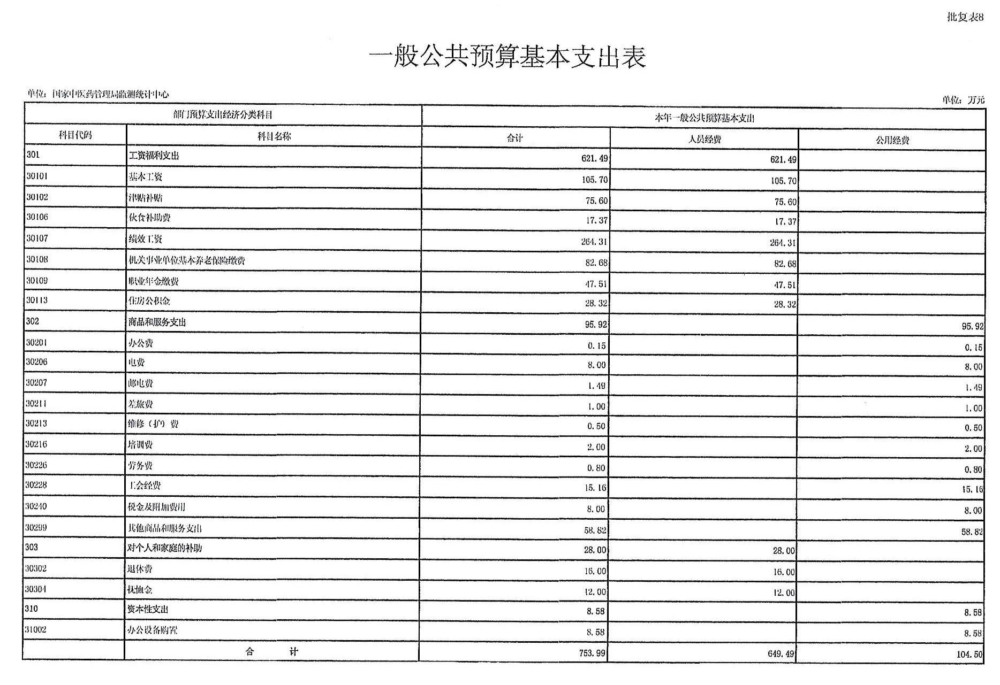 批复表8
一般公共预算基本支出表
单位：国家中医药管理局监测统计中心 单位：万元
部门预算支出经济分类科目 本年一般公共预算基本支出
科目代码 科目名称 合计 人员经费 公用经费
301 工资福利支出 621.49 621.49
30101 基本工资 105.70 105.70
30102 津贴补贴 75.60 75.60
30106 伙食补助费 17.37 17.37
30107 绩效工资 264.31 264.31
30108 机关事业单位基本养老保险缴费 82.68 82.68
30109 职业年金缴费 47.51 47.51
30113 住房公积金 28.32 28.32
302 商品和服务支出 95.92 95.92
30201 办公费 0.15 0.15
30206 电费 8.00 8.00
30207 邮电费 1.49 1.49
30211 差旅费 1.00 1.00
30213 维修（护）费 0.50 0.50
30216 培训费 2.00 2.00
30226 劳务费 0.80 0.80
30228 工会经费 15.16 15.16
30240 税金及附加费用 8.00 8.00
30299 其他商品和服务支出 58.82 58.82
303 对个人和家庭的补助 28.00 28.00
30302 退休费 16.00 16.00
30304 抚恤金 12.00 12.00
310 资本性支出 8.58 8.58
31002 办公设备购置 8.58 8.58
合 计 753.99 649.49 104.50